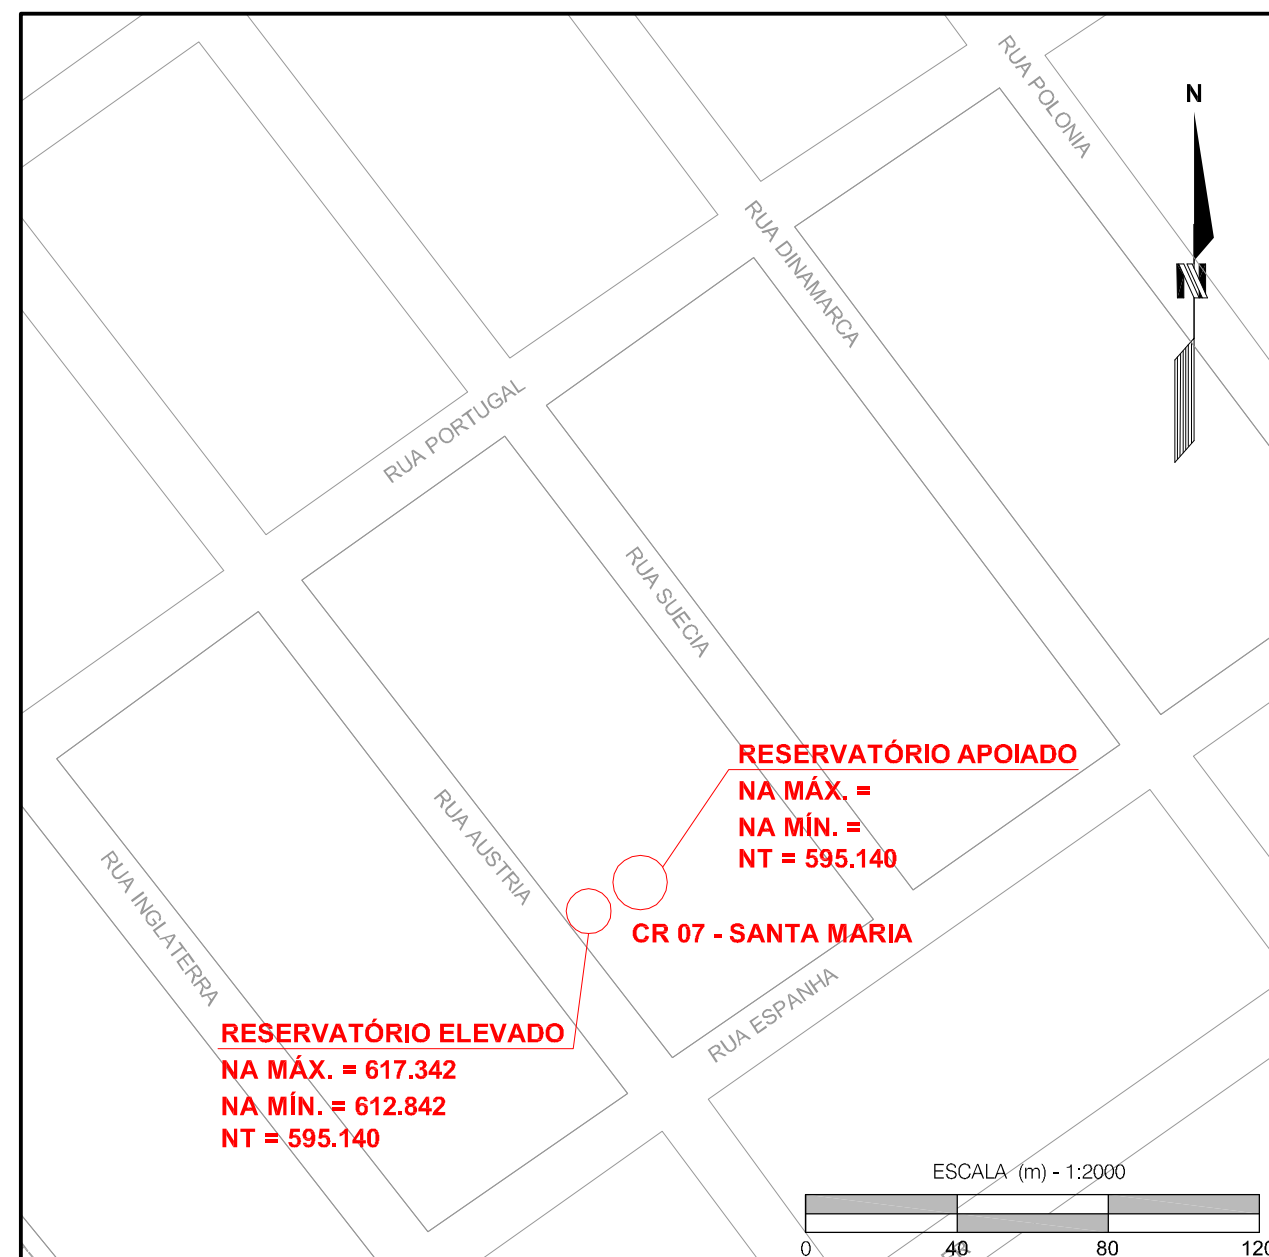 RUA POLONIA
N
RUA DINAMARCA
N
RUA PORTUGAL
RUA SUECIA
RESERVATÓRIO APOIADO
NA MÁX. =
NA MÍN. =
NT = 595.140
RUA AUSTRIA
RUA INGLATERRA
CR 07 - SANTA MARIA
RUA ESPANHA
RESERVATÓRIO ELEVADO
NA MÁX. = 617.342
NA MÍN. = 612.842
NT = 595.140
ESCALA (m) - 1:2000
0 40 80 120